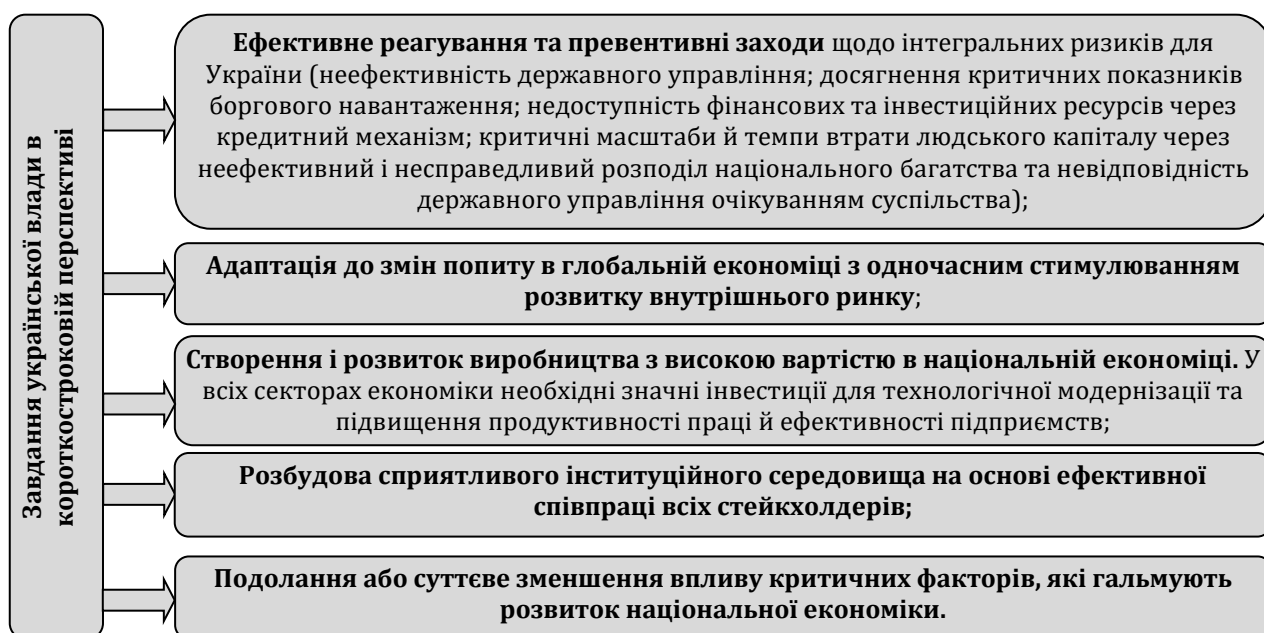 Завдання української влади в
короткостроковій перспективі
Ефективне реагування та превентивні заходи щодо інтегральних ризиків для
України (неефективність державного управління; досягнення критичних показників
боргового навантаження; недоступність фінансових та інвестиційних ресурсів через
кредитний механізм; критичні масштаби й темпи втрати людського капіталу через
неефективний і несправедливий розподіл національного багатства та невідповідність
державного управління очікуванням суспільства);
Адаптація до змін попиту в глобальній економіці з одночасним стимулюванням
розвитку внутрішнього ринку;
Створення і розвиток виробництва з високою вартістю в національній економіці. У
всіх секторах економіки необхідні значні інвестиції для технологічної модернізації та
підвищення продуктивності праці й ефективності підприємств;
Розбудова сприятливого інституційного середовища на основі ефективної
співпраці всіх стейкхолдерів;
Подолання або суттєве зменшення впливу критичних факторів, які гальмують
розвиток національної економіки.